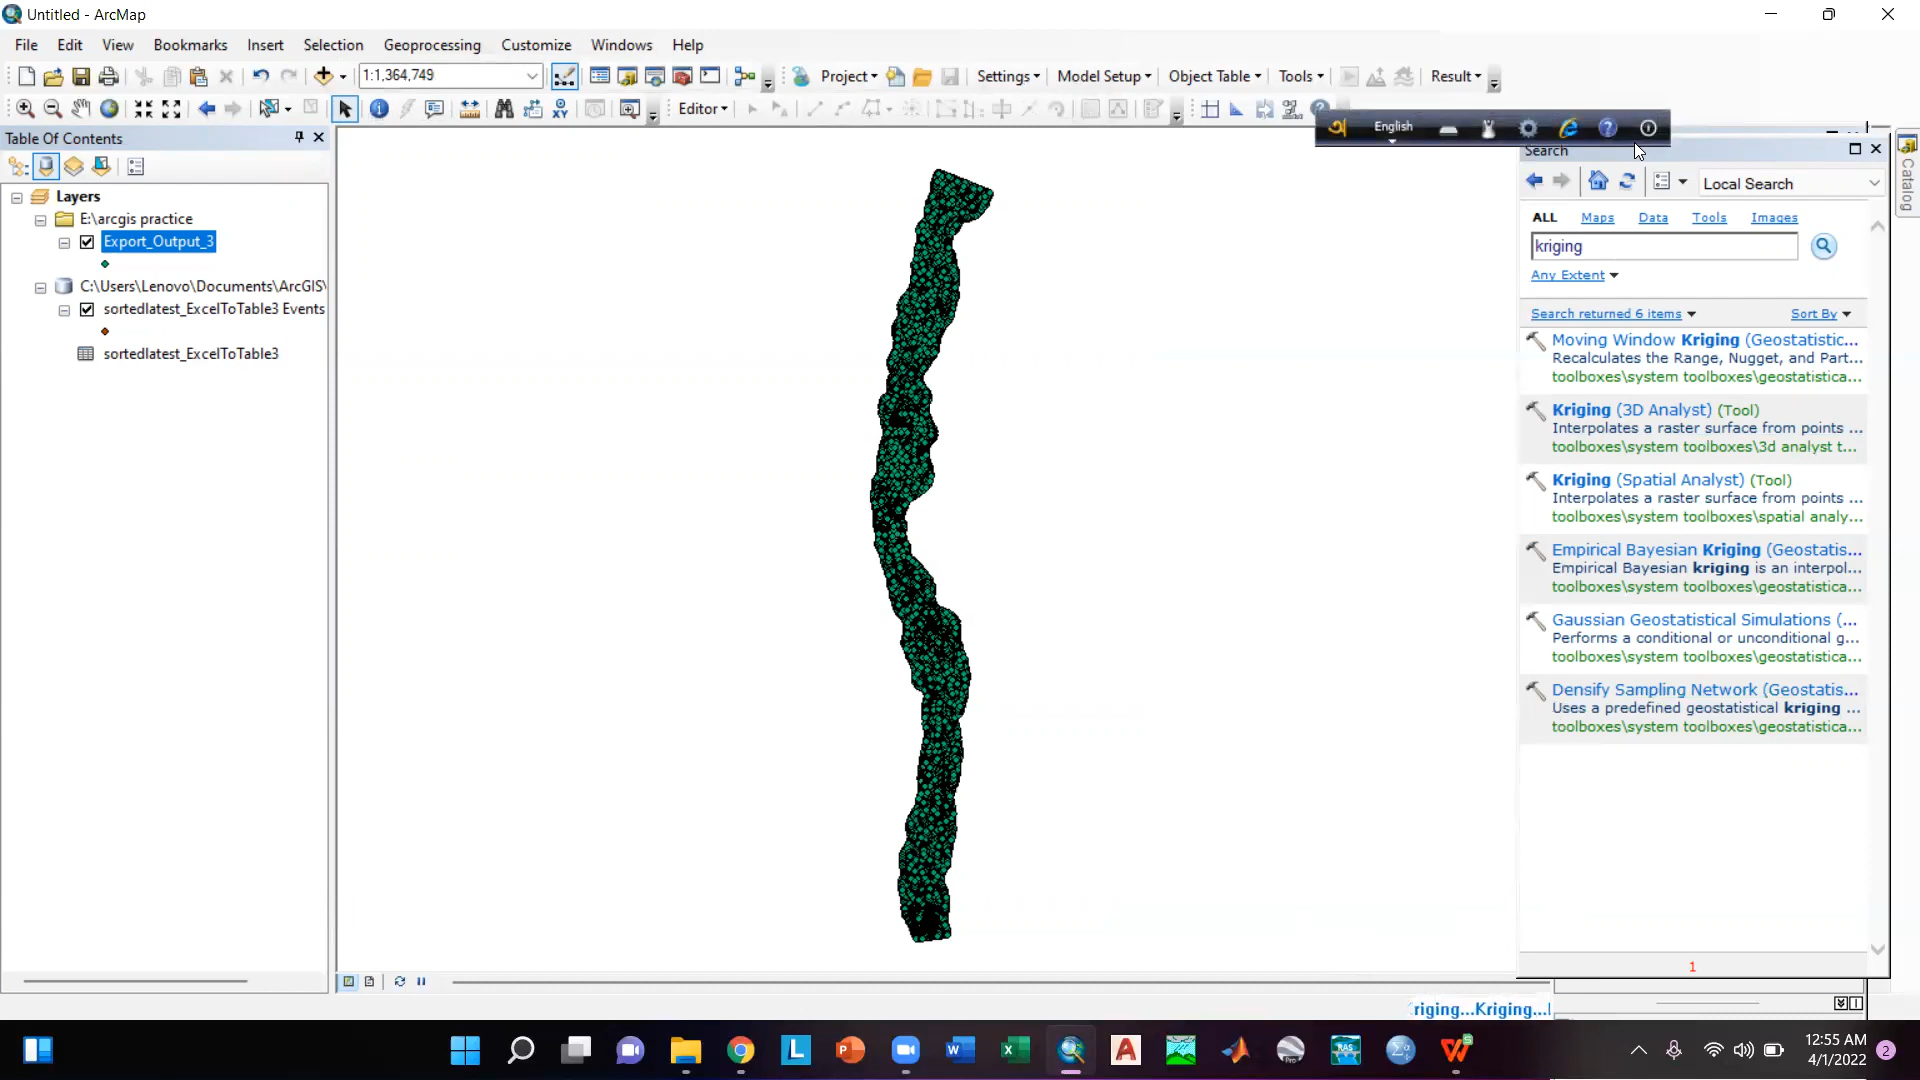 Untitled - ArcMap
File Edit View Bookmarks Insert Selection Geoprocessing Customize Windows Help
1:1,364,749 Project Settings Model Setup Object Table Tools Result
Editor
English
Table Of Contents
Layers
E:\arcgis practice
Export_Output_3
C:\Users\Lenovo\Documents\ArcGIS\
sortedlatest_ExcelToTable3 Events
sortedlatest_ExcelToTable3
Search
Local Search
ALL Maps Data Tools Images
kriging
Any Extent
Search returned 6 items Sort By
Moving Window Kriging (Geostatistic...
Recalculates the Range, Nugget, and Part...
toolboxes\system toolboxes\geostatistica...
Kriging (3D Analyst) (Tool)
Interpolates a raster surface from points ...
toolboxes\system toolboxes\3d analyst t...
Kriging (Spatial Analyst) (Tool)
Interpolates a raster surface from points ...
toolboxes\system toolboxes\spatial analy...
Empirical Bayesian Kriging (Geostatis...
Empirical Bayesian kriging is an interpol...
toolboxes\system toolboxes\geostatistica...
Gaussian Geostatistical Simulations (...
Performs a conditional or unconditional g...
toolboxes\system toolboxes\geostatistica...
Densify Sampling Network (Geostatis...
Uses a predefined geostatistical kriging ...
toolboxes\system toolboxes\geostatistica...
1
Catalog
riging...Kriging...
12:55 AM
4/1/2022
2